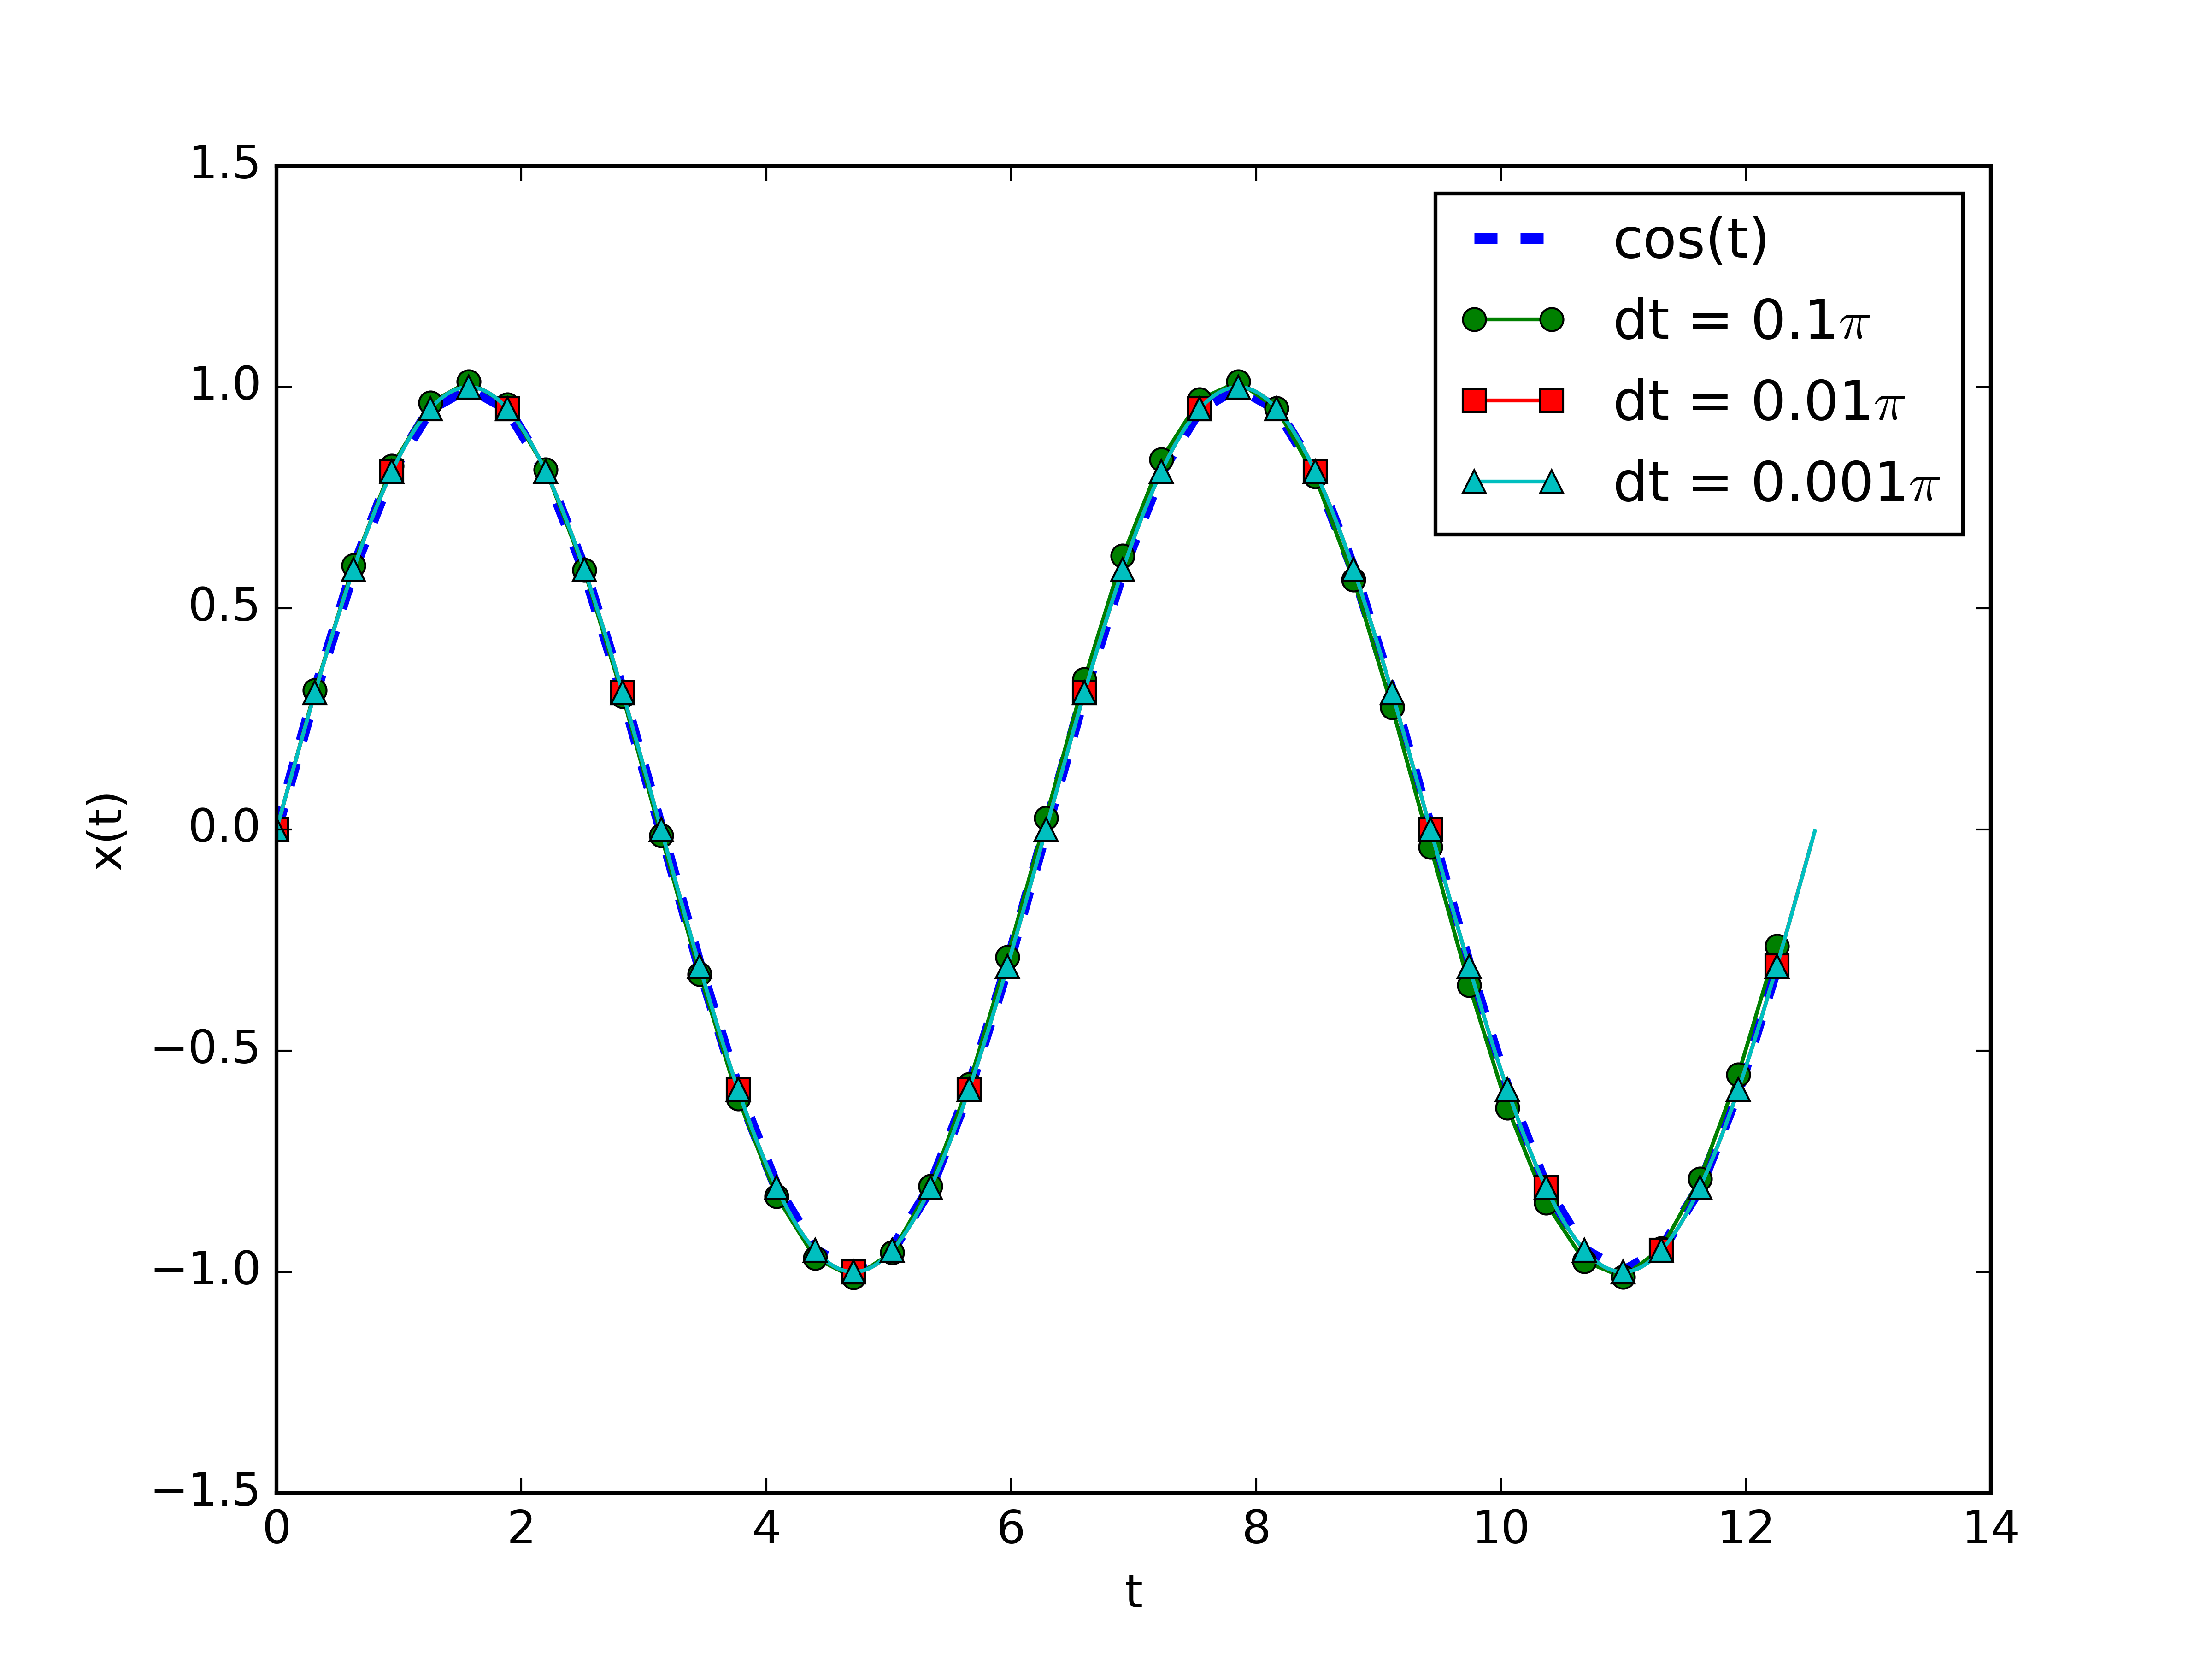 1.5
1.0
0.5
0.0
−0.5
−1.0
−1.5
x(t)
cos(t)
dt = 0.1π
dt = 0.01π
dt = 0.001π
0 2 4 6 8 10 12 14
t